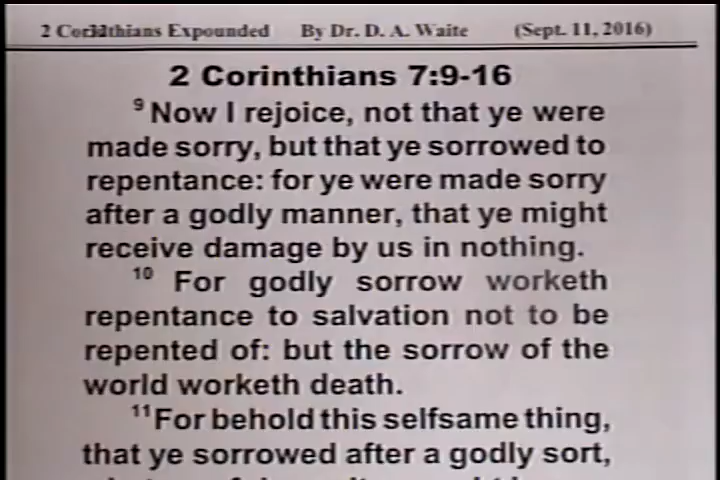 2 Corinthians Expounded By Dr. D. A. Waite (Sept. 11, 2016)
2 Corinthians 7:9-16
9 Now I rejoice, not that ye were
made sorry, but that ye sorrowed to
repentance: for ye were made sorry
after a godly manner, that ye might
receive damage by us in nothing.
10 For godly sorrow worketh
repentance to salvation not to be
repented of: but the sorrow of the
world worketh death.
11 For behold this selfsame thing,
that ye sorrowed after a godly sort,